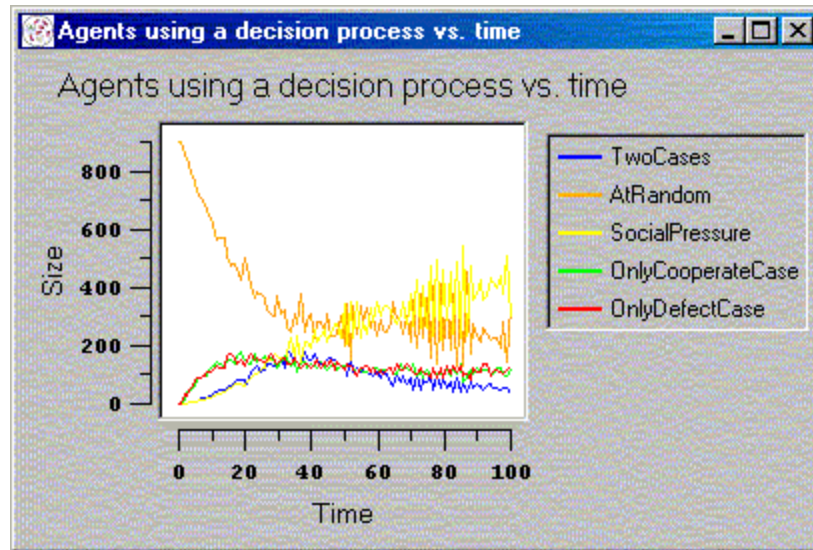 Agents using a decision process vs. time
Agents using a decision process vs. time
800
600
400
200
0
Size
0 20 40 60 80 100
Time
TwoCases
AtRandom
SocialPressure
OnlyCooperateCase
OnlyDefectCase